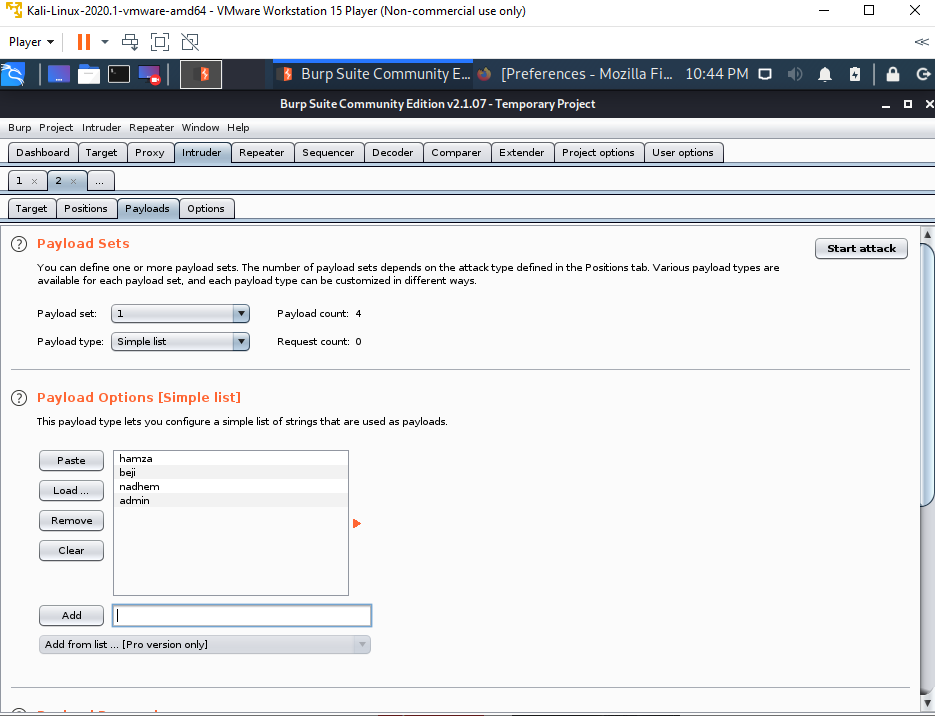 Kali-Linux-2020.1-vmware-amd64 - VMware Workstation 15 Player (Non-commercial use only)
Player
Burp Suite Community E... [Preferences - Mozilla Fi... 10:44 PM
Burp Suite Community Edition v2.1.07 - Temporary Project
Burp Project Intruder Repeater Window Help
Dashboard Target Proxy Intruder Repeater Sequencer Decoder Comparer Extender Project options User options
1 × 2 × ...
Target Positions Payloads Options
? Payload Sets Start attack
You can define one or more payload sets. The number of payload sets depends on the attack type defined in the Positions tab. Various payload types are
available for each payload set, and each payload type can be customized in different ways.
Payload set: 1 Payload count: 4
Payload type: Simple list Request count: 0
? Payload Options [Simple list]
This payload type lets you configure a simple list of strings that are used as payloads.
Paste
Load ...
Remove
Clear
hamza
beji
nadhem
admin
Add
Add from list ... [Pro version only]